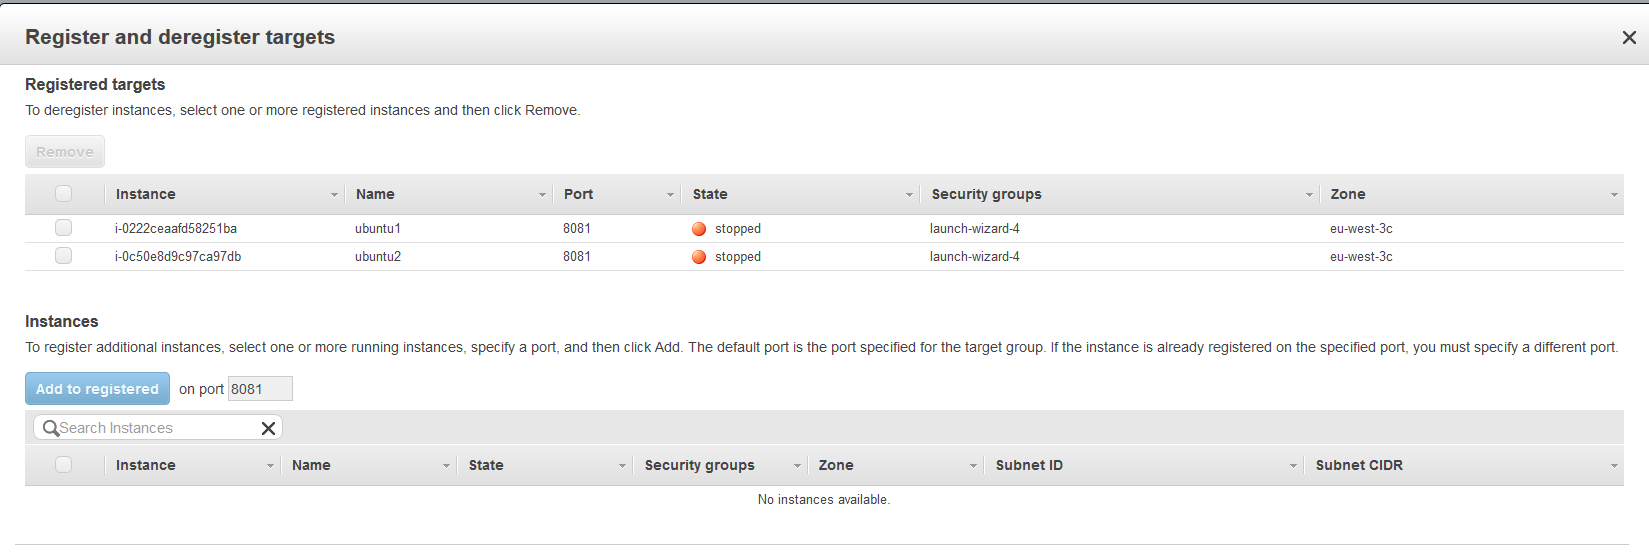 Register and deregister targets
Registered targets
To deregister instances, select one or more registered instances and then click Remove.
Remove
Instance Name Port State Security groups Zone
i-0222ceaafd58251ba ubuntu1 8081 stopped launch-wizard-4 eu-west-3c
i-0c50e8d9c97ca97db ubuntu2 8081 stopped launch-wizard-4 eu-west-3c
Instances
To register additional instances, select one or more running instances, specify a port, and then click Add. The default port is the port specified for the target group. If the instance is already registered on the specified port, you must specify a different port.
Add to registered on port 8081
Search Instances
Instance Name State Security groups Zone Subnet ID Subnet CIDR
No instances available.